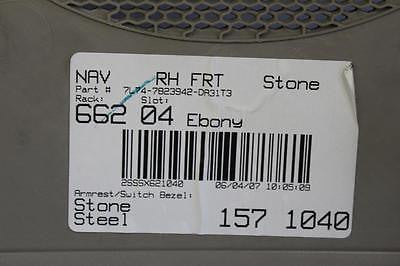 NAV RH FRT Stone
Part # 7L74-7823942-DA31T3
Rack: Slot:
662 04 Ebony
2SSSX621040 06/04/07 10:05:09
Armrest/Switch Bezel:
Stone
Steel 157 1040